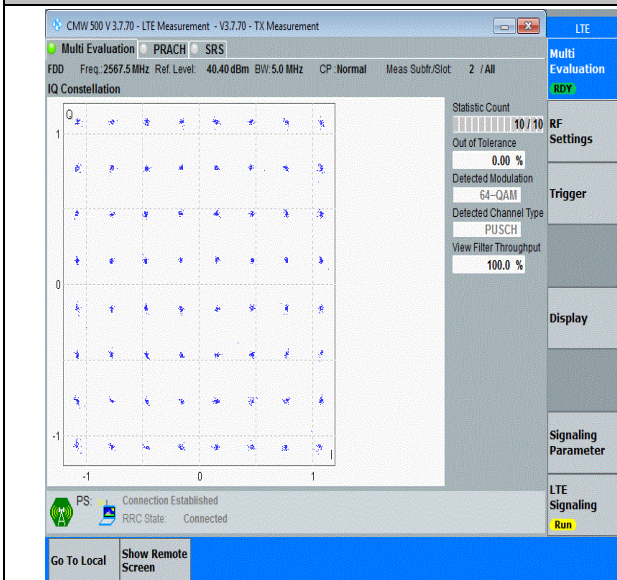 CMW 500 V 3.7.70 - LTE Measurement - V3.7.70 - TX Measurement
LTE
Multi Evaluation PRACH SRS
Multi
Evaluation
RDY
FDD Freq.:2567.5 MHz Ref. Level: 40.40 dBm BW:5.0 MHz CP :Normal Meas Subfr./Slot: 2 / All
IQ Constellation
Statistic Count
10 / 10
Out of Tolerance
0.00 %
Detected Modulation
64-QAM
Detected Channel Type
PUSCH
View Filter Throughput
100.0 %
RF
Settings
Trigger
Display
Signaling
Parameter
LTE
Signaling
Run
Q
1
0
-1
I
-1 0 1
PS: Connection Established
RRC State: Connected
Go To Local
Show Remote
Screen